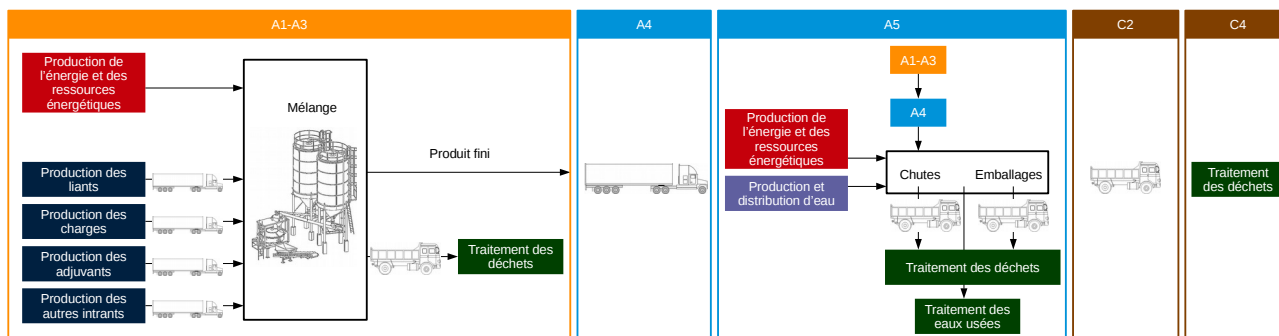 A1-A3
Production de
l'énergie et des
ressources
énergétiques
Mélange
Production des
liants
Production des
charges
Production des
adjuvants
Production des
autres intrants
Produit fini
Traitement des
déchets
A4
A5
A1-A3
A4
Production de
l'énergie et des
ressources
énergétiques
Production et
distribution d'eau
Chutes
Emballages
Traitement des déchets
Traitement des
eaux usées
C2
C4
Traitement
des déchets